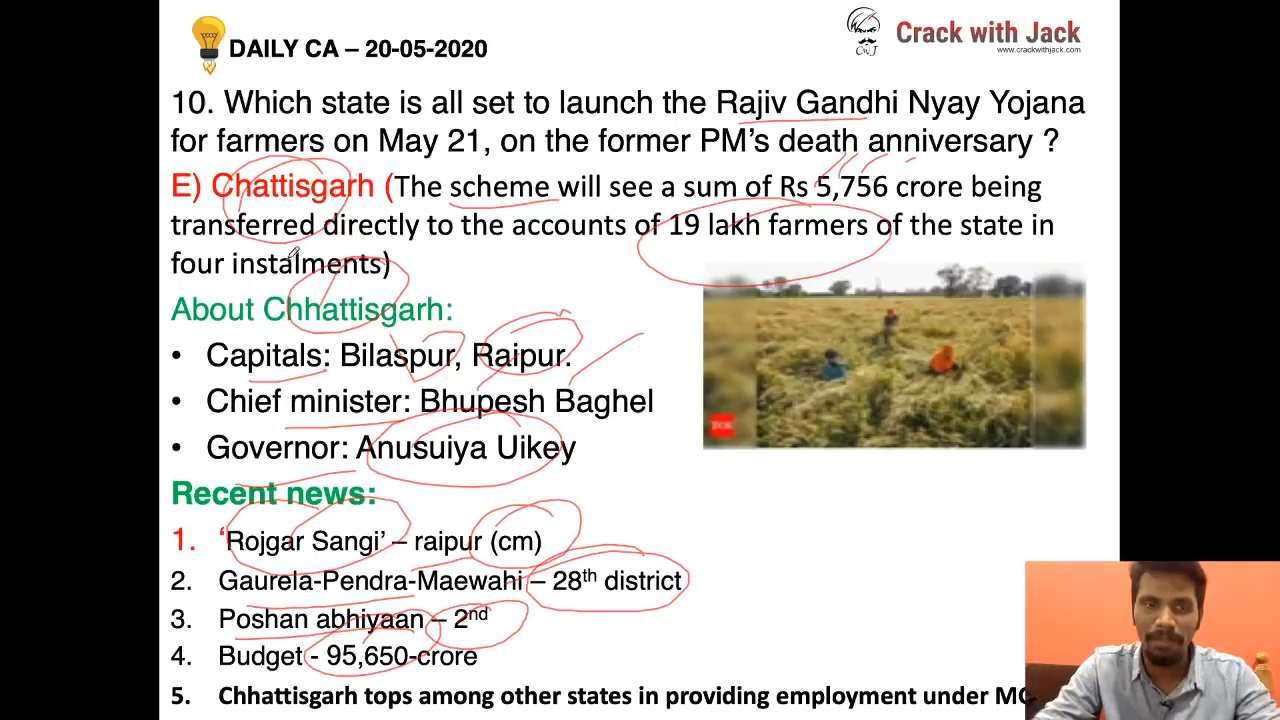 DAILY CA – 20-05-2020
Crack with Jack
www.crackwithjack.com
CwJ
10. Which state is all set to launch the Rajiv Gandhi Nyay Yojana
for farmers on May 21, on the former PM's death anniversary ?
E) Chattisgarh (The scheme will see a sum of Rs 5,756 crore being
transferred directly to the accounts of 19 lakh farmers of the state in
four instalments)
About Chhattisgarh:
• Capitals: Bilaspur, Raipur.
• Chief minister: Bhupesh Baghel
• Governor: Anusuiya Uikey
Recent news:
1. ‘Rojgar Sangi’ – raipur (cm)
2. Gaurela-Pendra-Maewahi – 28th district
3. Poshan abhiyaan – 2nd
4. Budget - 95,650-crore
5. Chhattisgarh tops among other states in providing employment under